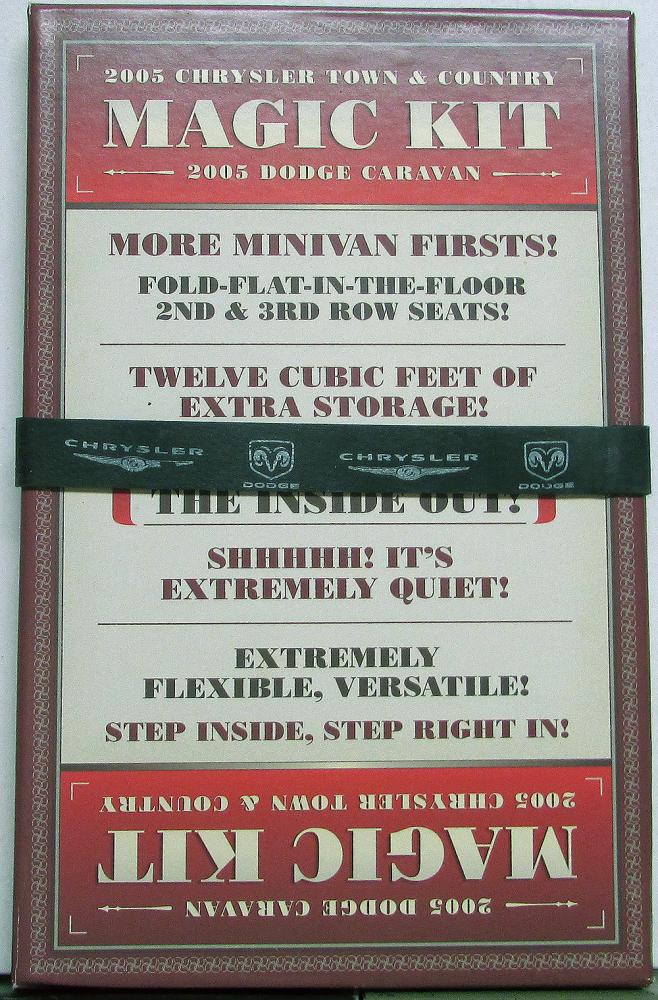 2005 CHRYSLER TOWN & COUNTRY
MAGIC KIT
2005 DODGE CARAVAN
MORE MINIVAN FIRSTS!
FOLD-FLAT-IN-THE-FLOOR
2ND & 3RD ROW SEATS!
TWELVE CUBIC FEET OF
EXTRA STORAGE!
CHRYSLER DODGE CHRYSLER DODGE
THE INSIDE OUT!
SHHHHH! IT'S
EXTREMELY QUIET!
EXTREMELY
FLEXIBLE, VERSATILE!
STEP INSIDE, STEP RIGHT IN!
2005 CHRYSLER TOWN & COUNTRY
MAGIC KIT
2005 DODGE CARAVAN